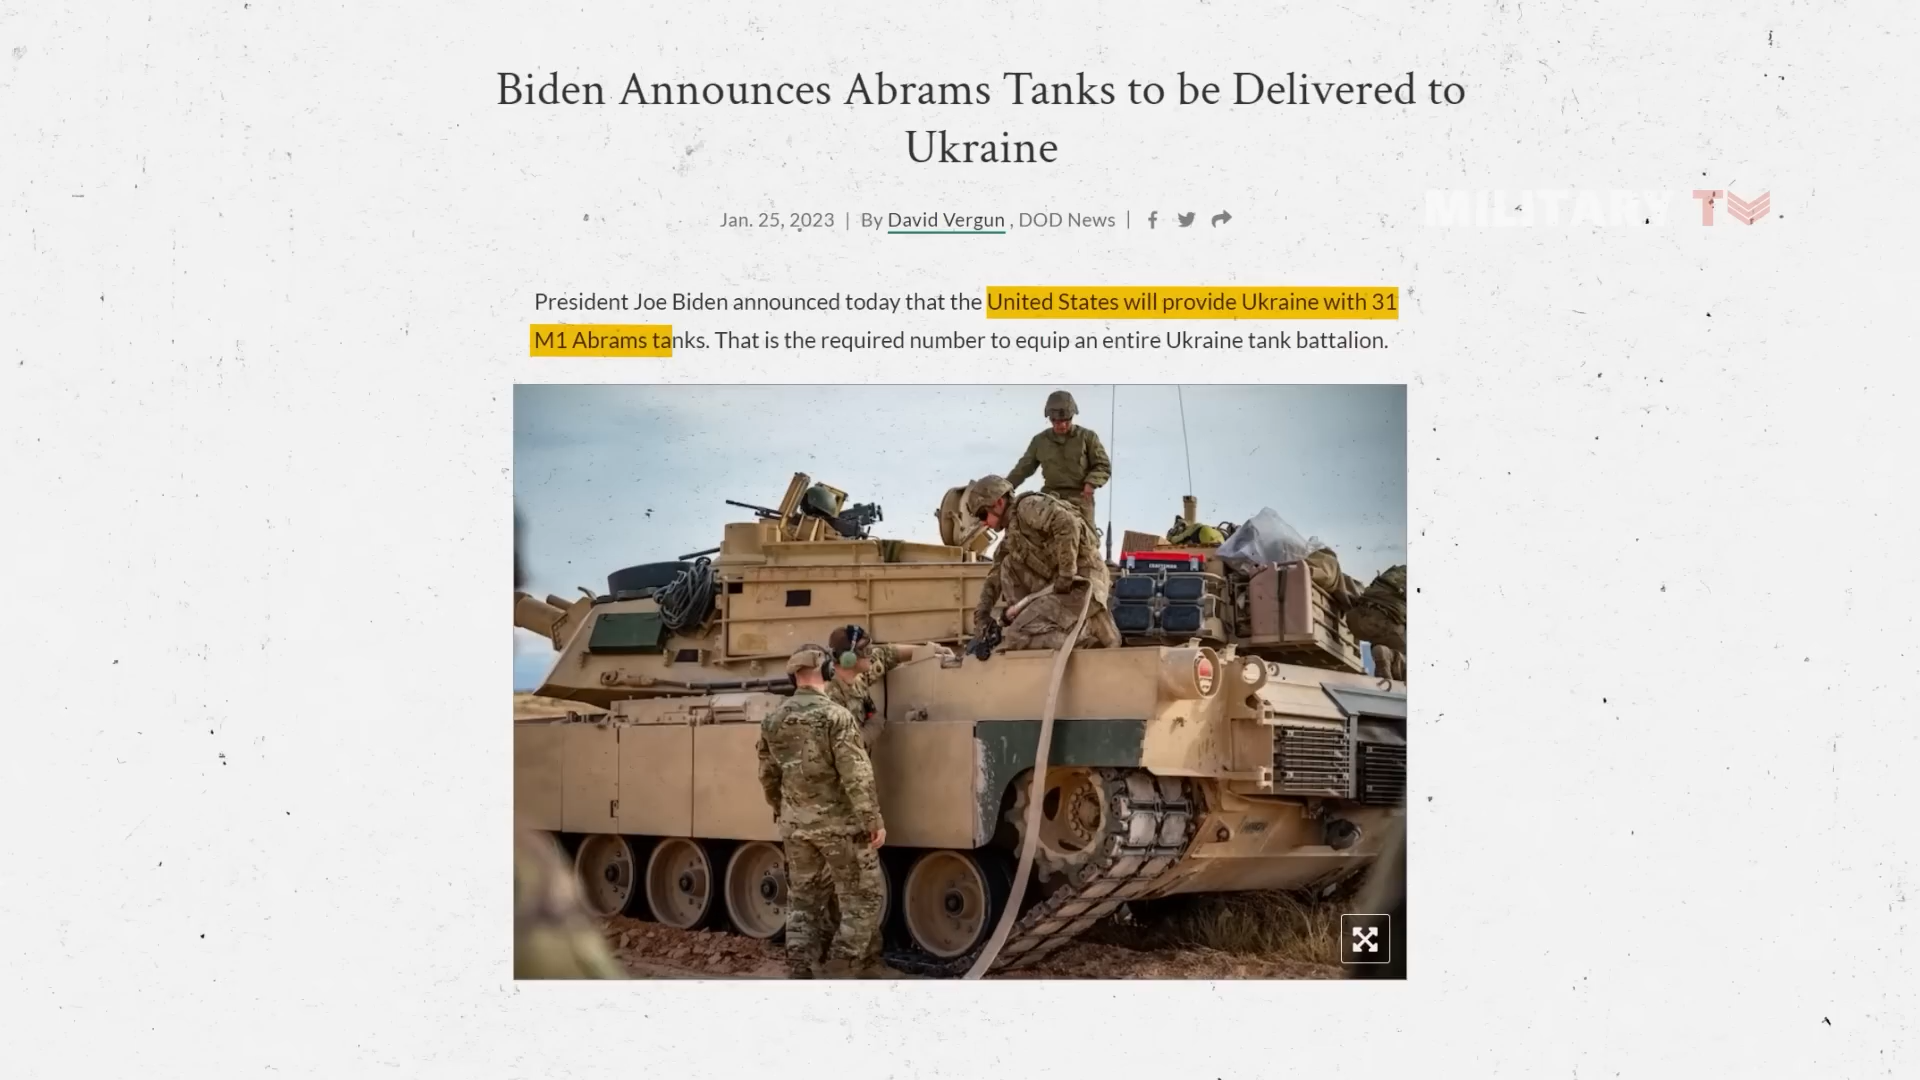 Biden Announces Abrams Tanks to be Delivered to
Ukraine
MILITARY TV
Jan. 25, 2023 | By David Vergun , DOD News |
President Joe Biden announced today that the United States will provide Ukraine with 31
M1 Abrams tanks. That is the required number to equip an entire Ukraine tank battalion.